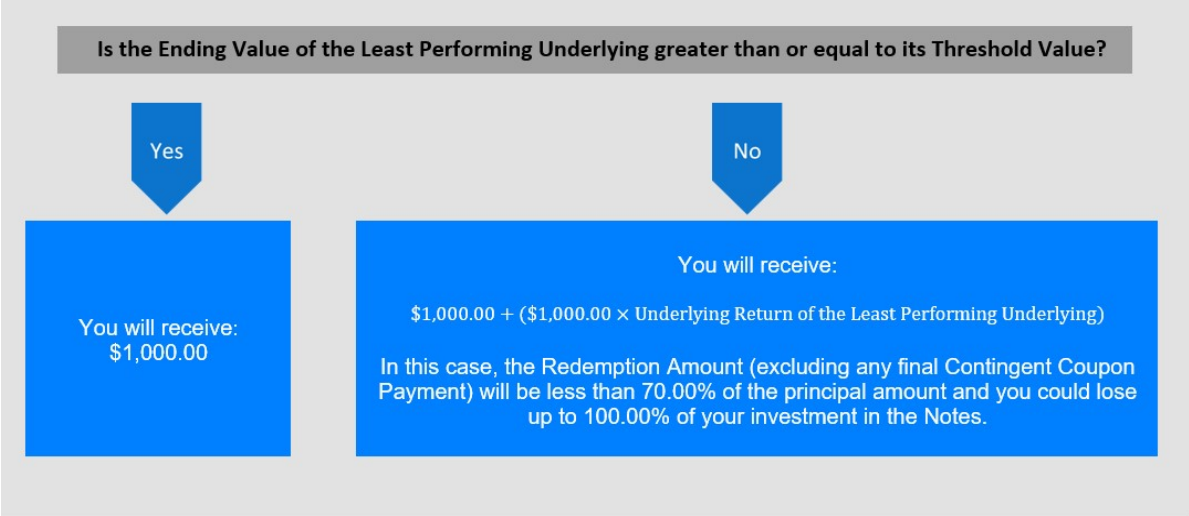 Is the Ending Value of the Least Performing Underlying greater than or equal to its Threshold Value?
Yes
No
You will receive:
$1,000.00
You will receive:
$1,000.00 + ($1,000.00 × Underlying Return of the Least Performing Underlying)
In this case, the Redemption Amount (excluding any final Contingent Coupon
Payment) will be less than 70.00% of the principal amount and you could lose
up to 100.00% of your investment in the Notes.